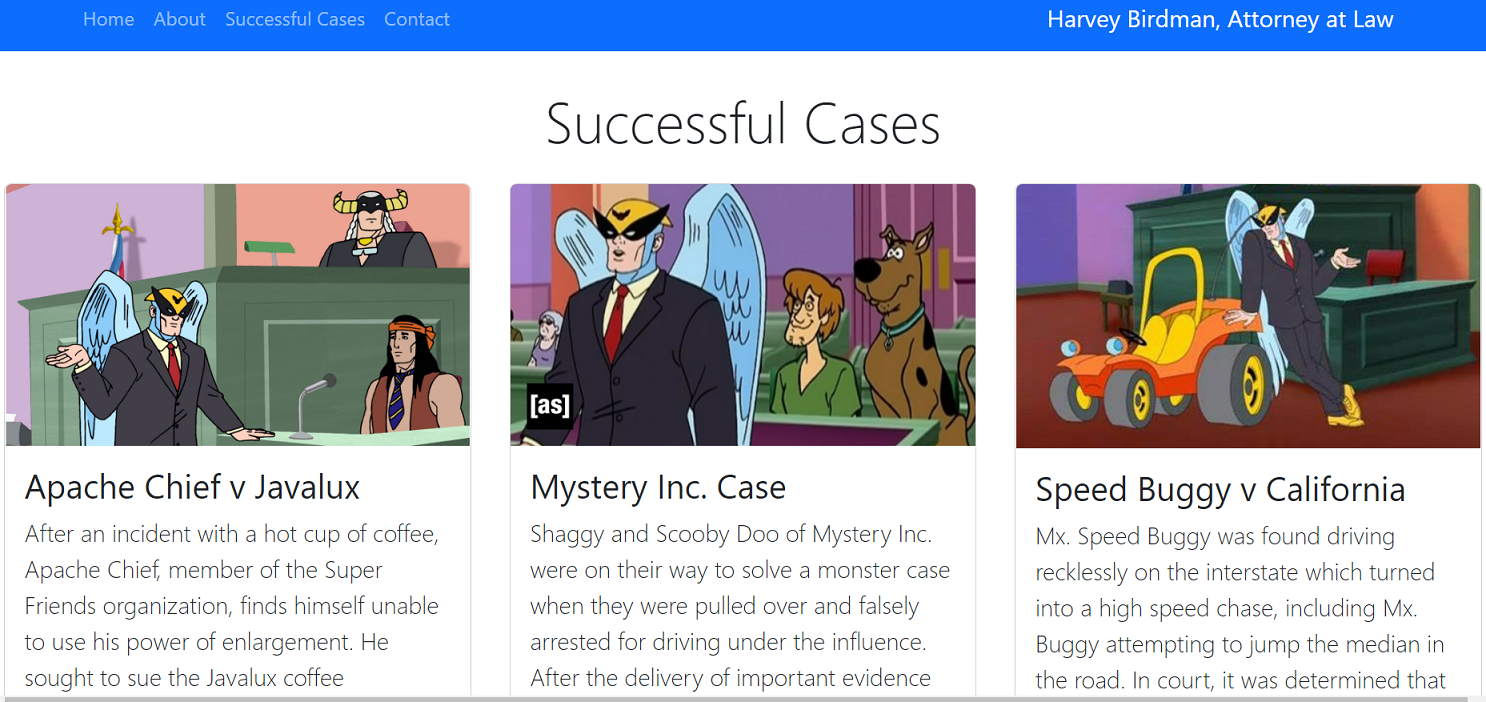 Home About Successful Cases Contact
Harvey Birdman, Attorney at Law
Successful Cases
[as]
Apache Chief v Javalux
After an incident with a hot cup of coffee,
Apache Chief, member of the Super
Friends organization, finds himself unable
to use his power of enlargement. He
sought to sue the Javalux coffee
Mystery Inc. Case
Shaggy and Scooby Doo of Mystery Inc.
were on their way to solve a monster case
when they were pulled over and falsely
arrested for driving under the influence.
After the delivery of important evidence
Speed Buggy v California
Mx. Speed Buggy was found driving
recklessly on the interstate which turned
into a high speed chase, including Mx.
Buggy attempting to jump the median in
the road. In court, it was determined that